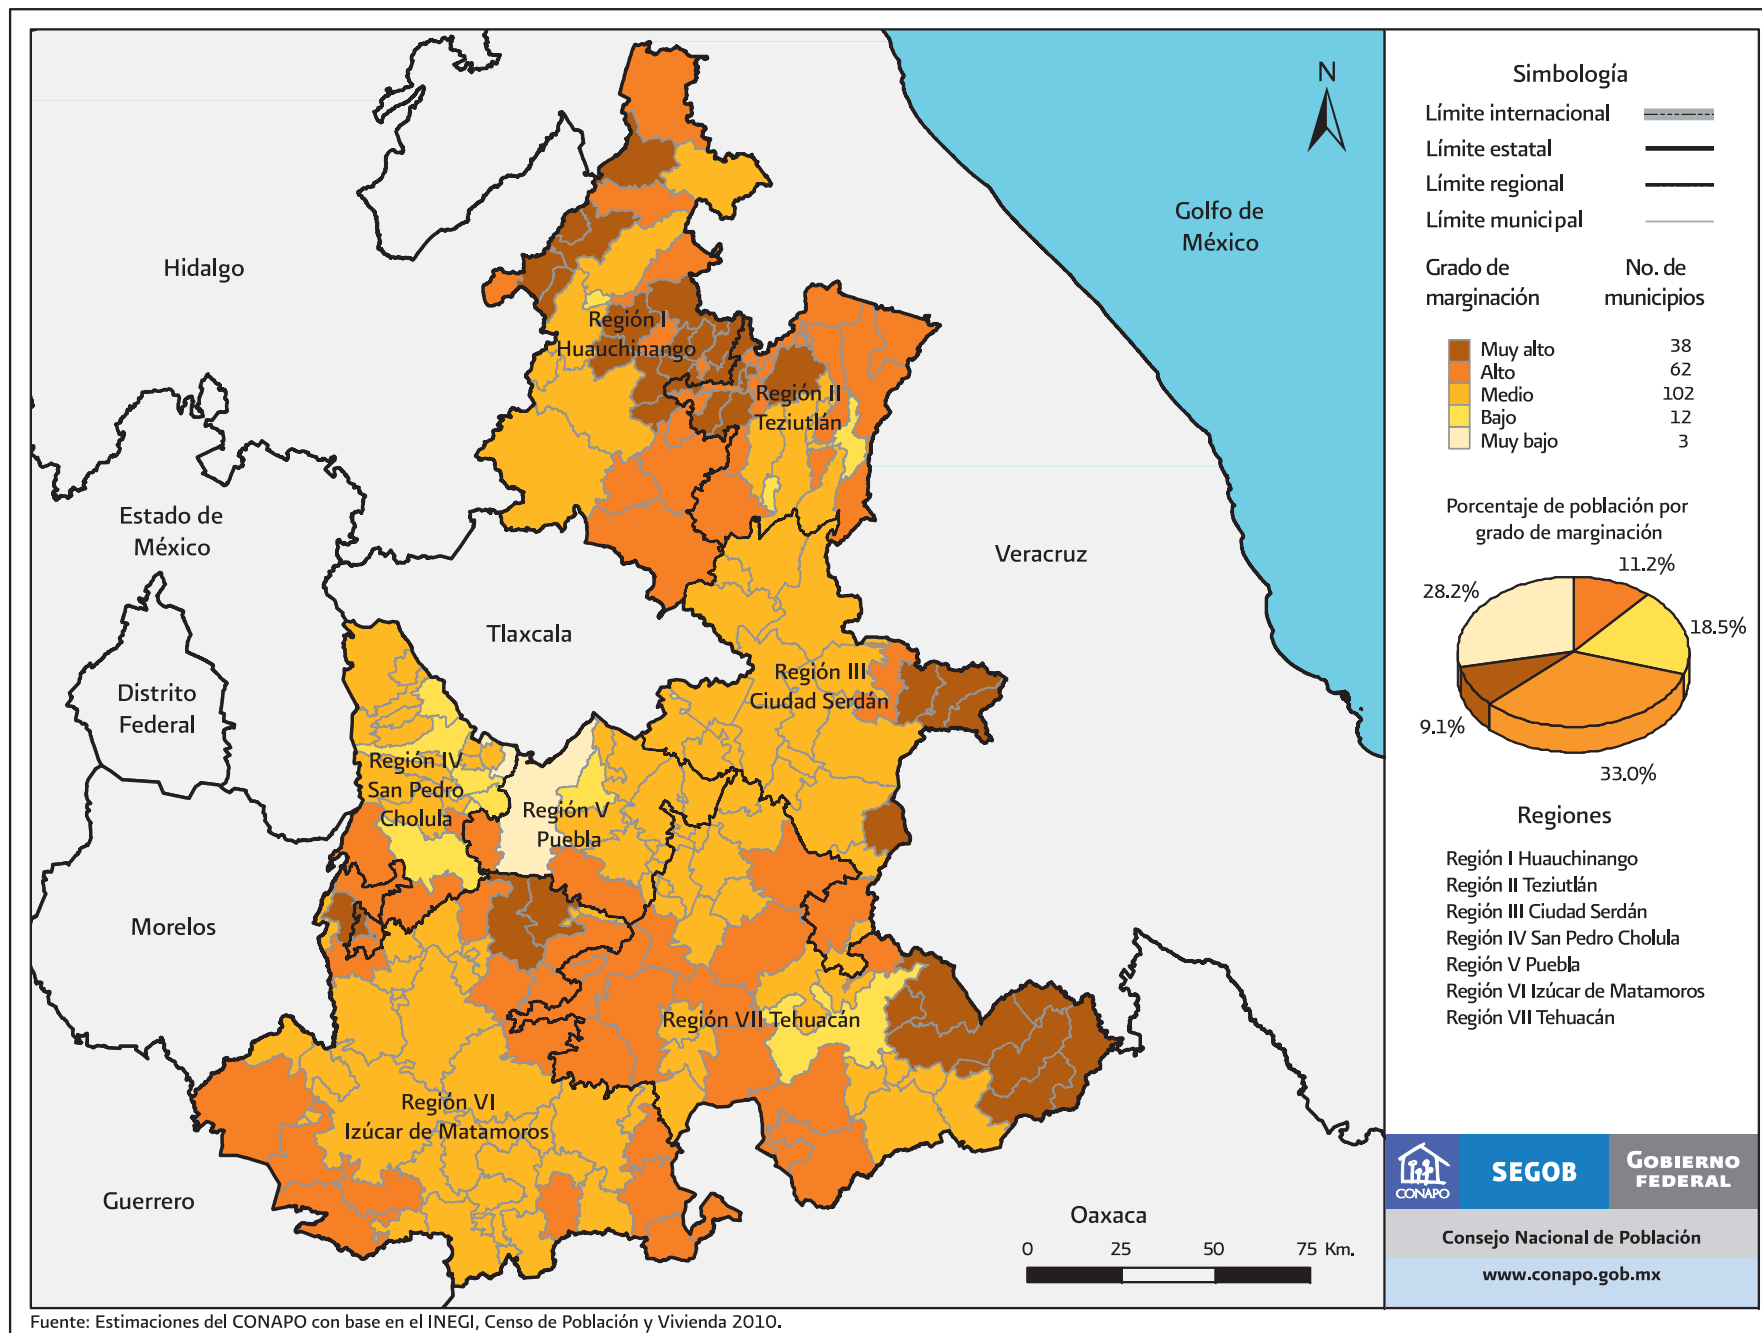 Hidalgo
Estado de
México
Distrito
Federal
Morelos
Guerrero
Tlaxcala
Veracruz
Oaxaca
Golfo de
México
N
Región I
Huauchinango
Región II
Teziutlán
Región III
Ciudad Serdán
Región IV
San Pedro
Cholula
Región V
Puebla
Región VII Tehuacán
Región VI
Izúcar de Matamoros
0 25 50 75 Km.
Simbología
Límite internacional
Límite estatal
Límite regional
Límite municipal
Grado de
marginación
No. de
municipios
Muy alto 38
Alto 62
Medio 102
Bajo 12
Muy bajo 3
Porcentaje de población por
grado de marginación
11.2%
28.2%
18.5%
9.1%
33.0%
Regiones
Región I Huauchinango
Región II Teziutlán
Región III Ciudad Serdán
Región IV San Pedro Cholula
Región V Puebla
Región VI Izúcar de Matamoros
Región VII Tehuacán
CONAPO
SEGOB
GOBIERNO
FEDERAL
Consejo Nacional de Población
www.conapo.gob.mx
Fuente: Estimaciones del CONAPO con base en el INEGI, Censo de Población y Vivienda 2010.